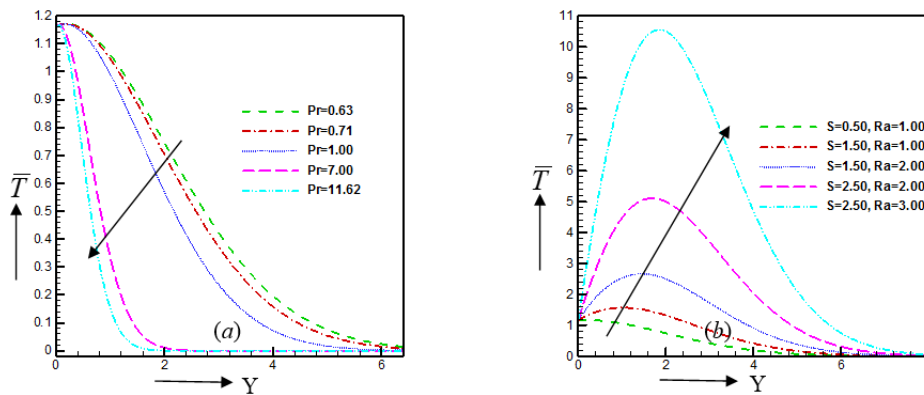 1.2
1.1
1
0.9
0.8
0.7
0.6
0.5
0.4
0.3
0.2
0.1
0
T
Pr=0.63
Pr=0.71
Pr=1.00
Pr=7.00
Pr=11.62
(a)
0 2 4 6
Y
11
10
9
8
7
6
5
4
3
2
1
0
T
S=0.50, Ra=1.00
S=1.50, Ra=1.00
S=1.50, Ra=2.00
S=2.50, Ra=2.00
S=2.50, Ra=3.00
(b)
0 2 4 6
Y